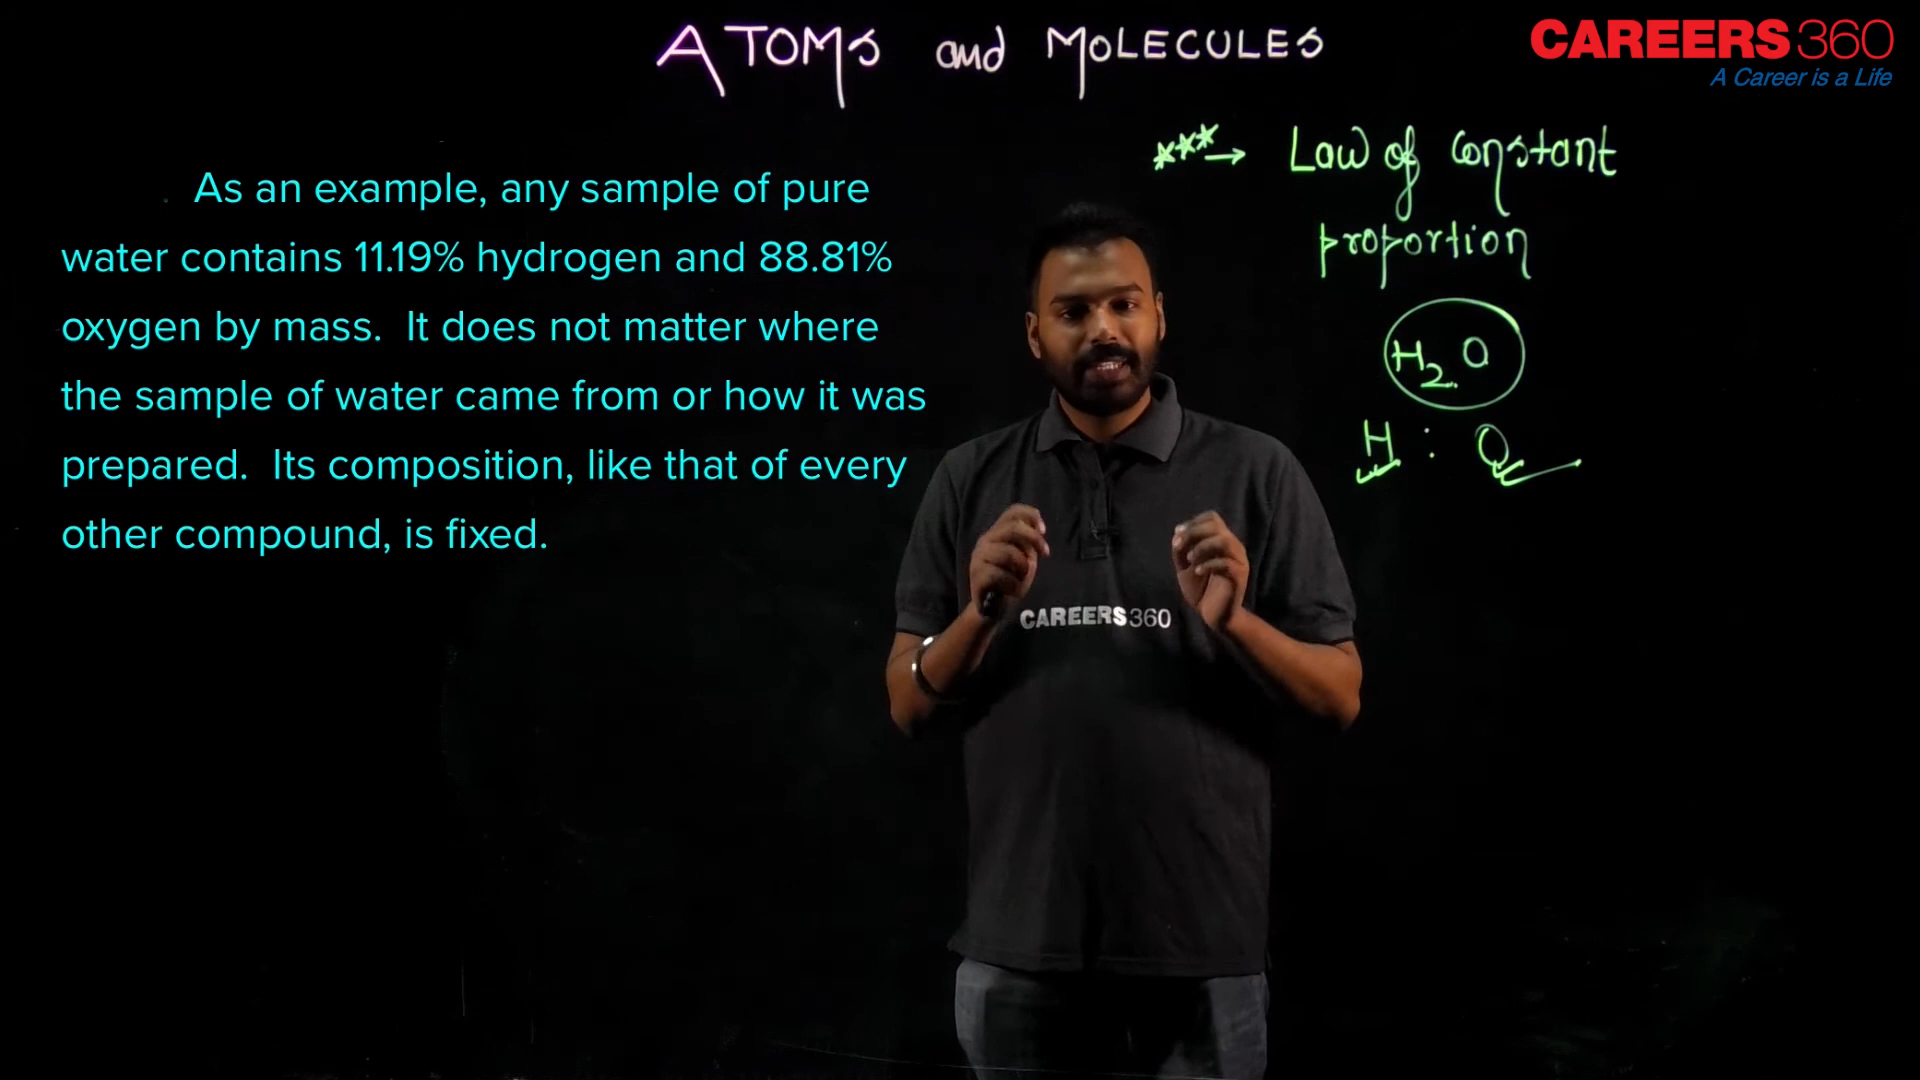 ATOMS and MOLECULES
CAREERS360
A Career is a Life
*** → Law of Constant
proportion
As an example, any sample of pure
water contains 11.19% hydrogen and 88.81%
oxygen by mass. It does not matter where
the sample of water came from or how it was
prepared. Its composition, like that of every
other compound, is fixed.
H2O
H : O
CAREERS360